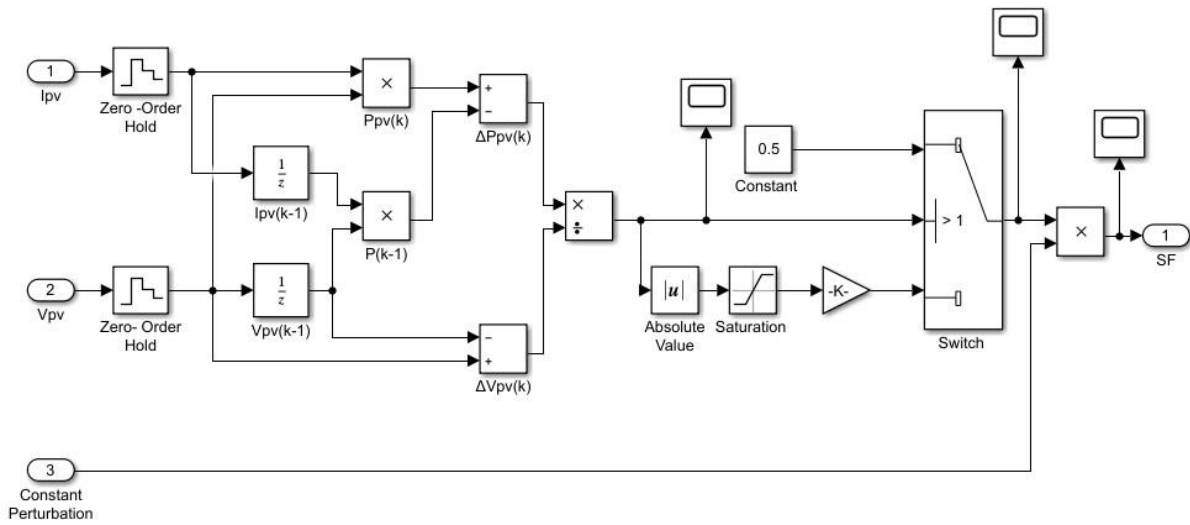 1
Ipv
Zero -Order
Hold
×
Ppv(k)
+
−
ΔPpv(k)
1
z
Ipv(k-1)
×
P(k-1)
×
÷
0.5
Constant
> 1
Switch
×
1
SF
2
Vpv
Zero- Order
Hold
1
z
Vpv(k-1)
−
+
ΔVpv(k)
|u|
Absolute
Value
Saturation
-K-
3
Constant
Perturbation